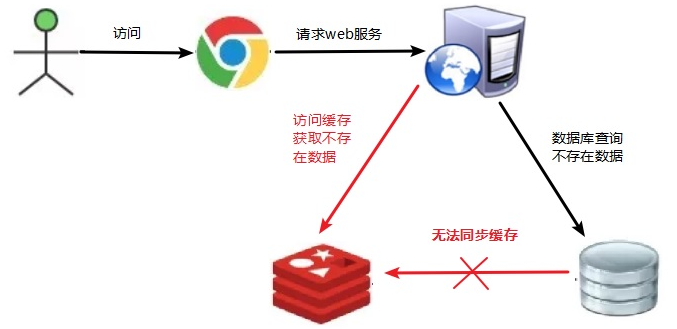 访问
请求web服务
访问缓存
获取不存
在数据
数据库查询
不存在数据
无法同步缓存